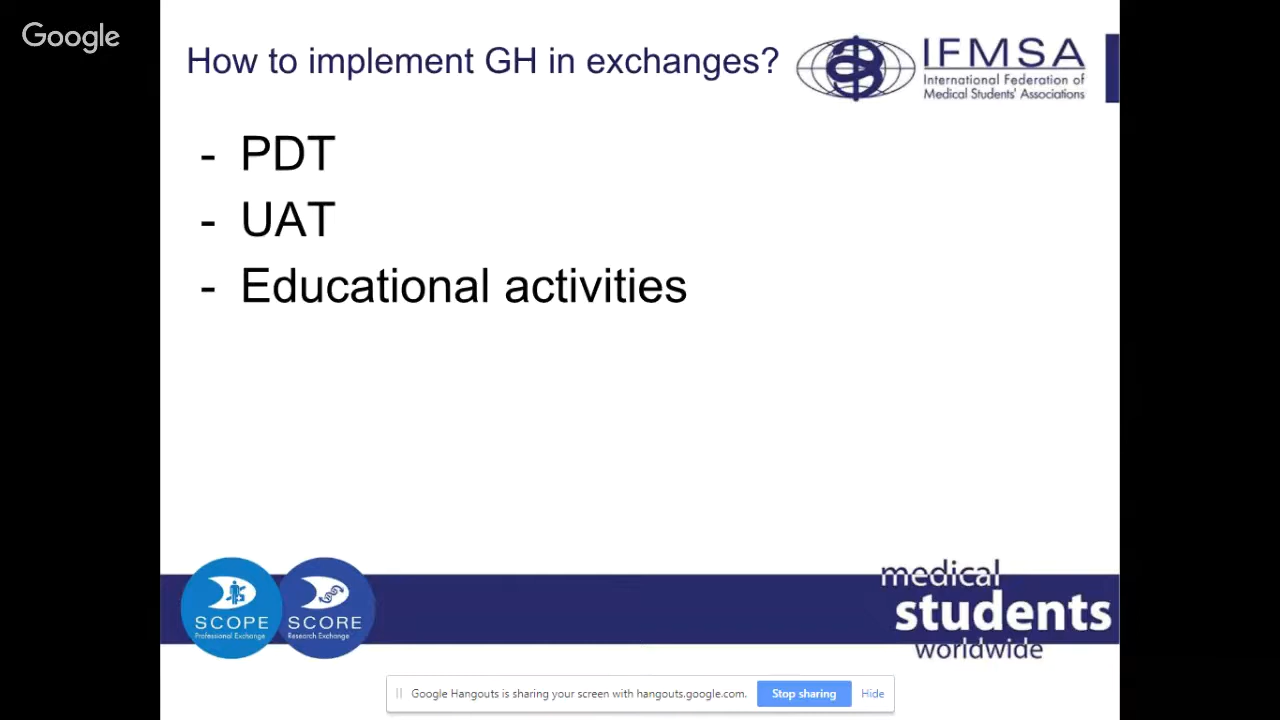 Google
How to implement GH in exchanges?
IFMSA
International Federation of
Medical Students' Associations
- PDT
- UAT
- Educational activities
SCOPE
Professional Exchange
SCORE
Research Exchange
medical
students
worldwide
Google Hangouts is sharing your screen with hangouts.google.com.
Stop sharing
Hide